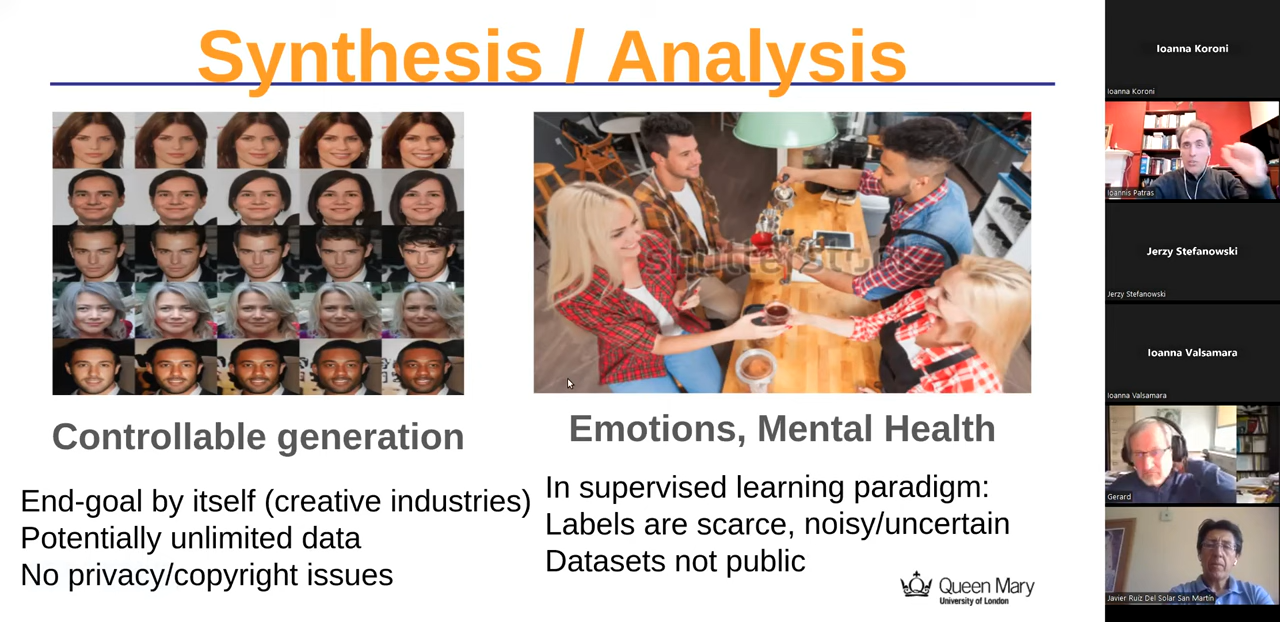 Synthesis / Analysis
Controllable generation
End-goal by itself (creative industries)
Potentially unlimited data
No privacy/copyright issues
shutterstock
Emotions, Mental Health
In supervised learning paradigm:
Labels are scarce, noisy/uncertain
Datasets not public
Queen Mary
University of London
Ioanna Koroni
Ioanna Koroni
Ioannis Patras
Jerzy Stefanowski
Jerzy Stefanowski
Ioanna Valsamara
Ioanna Valsamara
Gerard
Javier Ruiz Del Solar San Martín